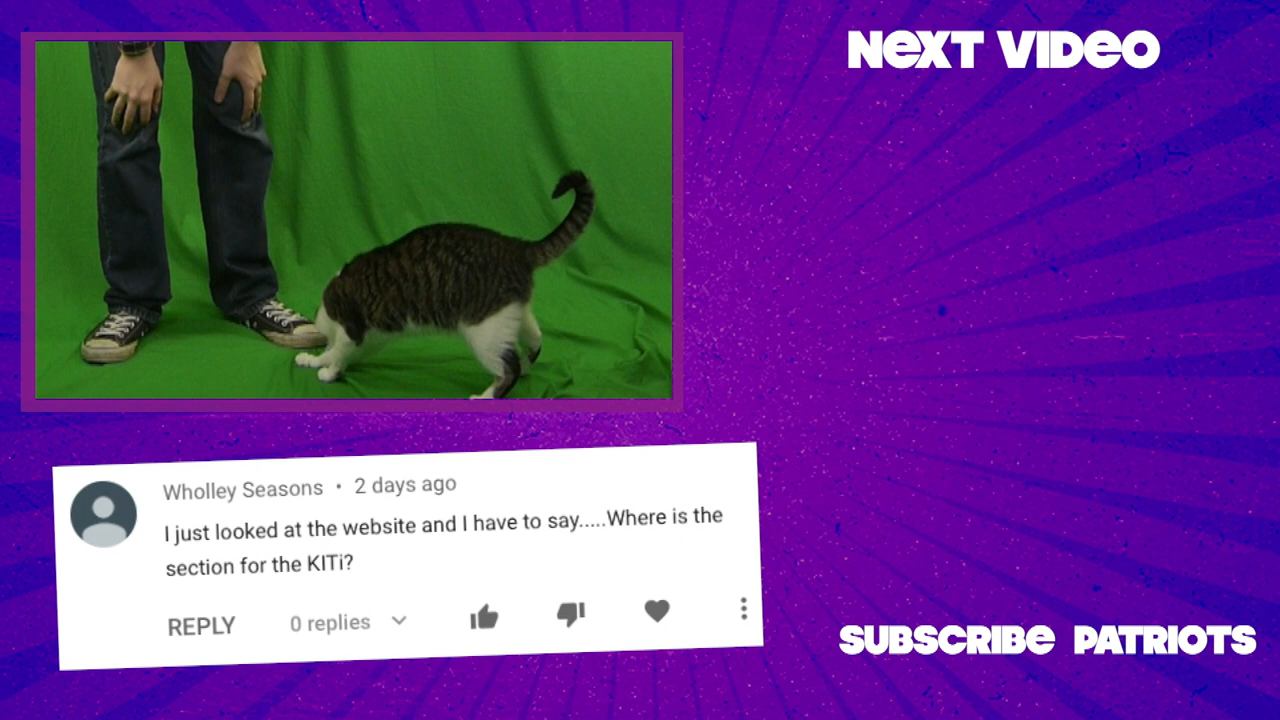 NeXT VIDeO
Wholley Seasons • 2 days ago
I just looked at the website and I have to say.....Where is the
section for the KITi?
REPLY 0 replies
SUBSCRIBe PATRIOTS